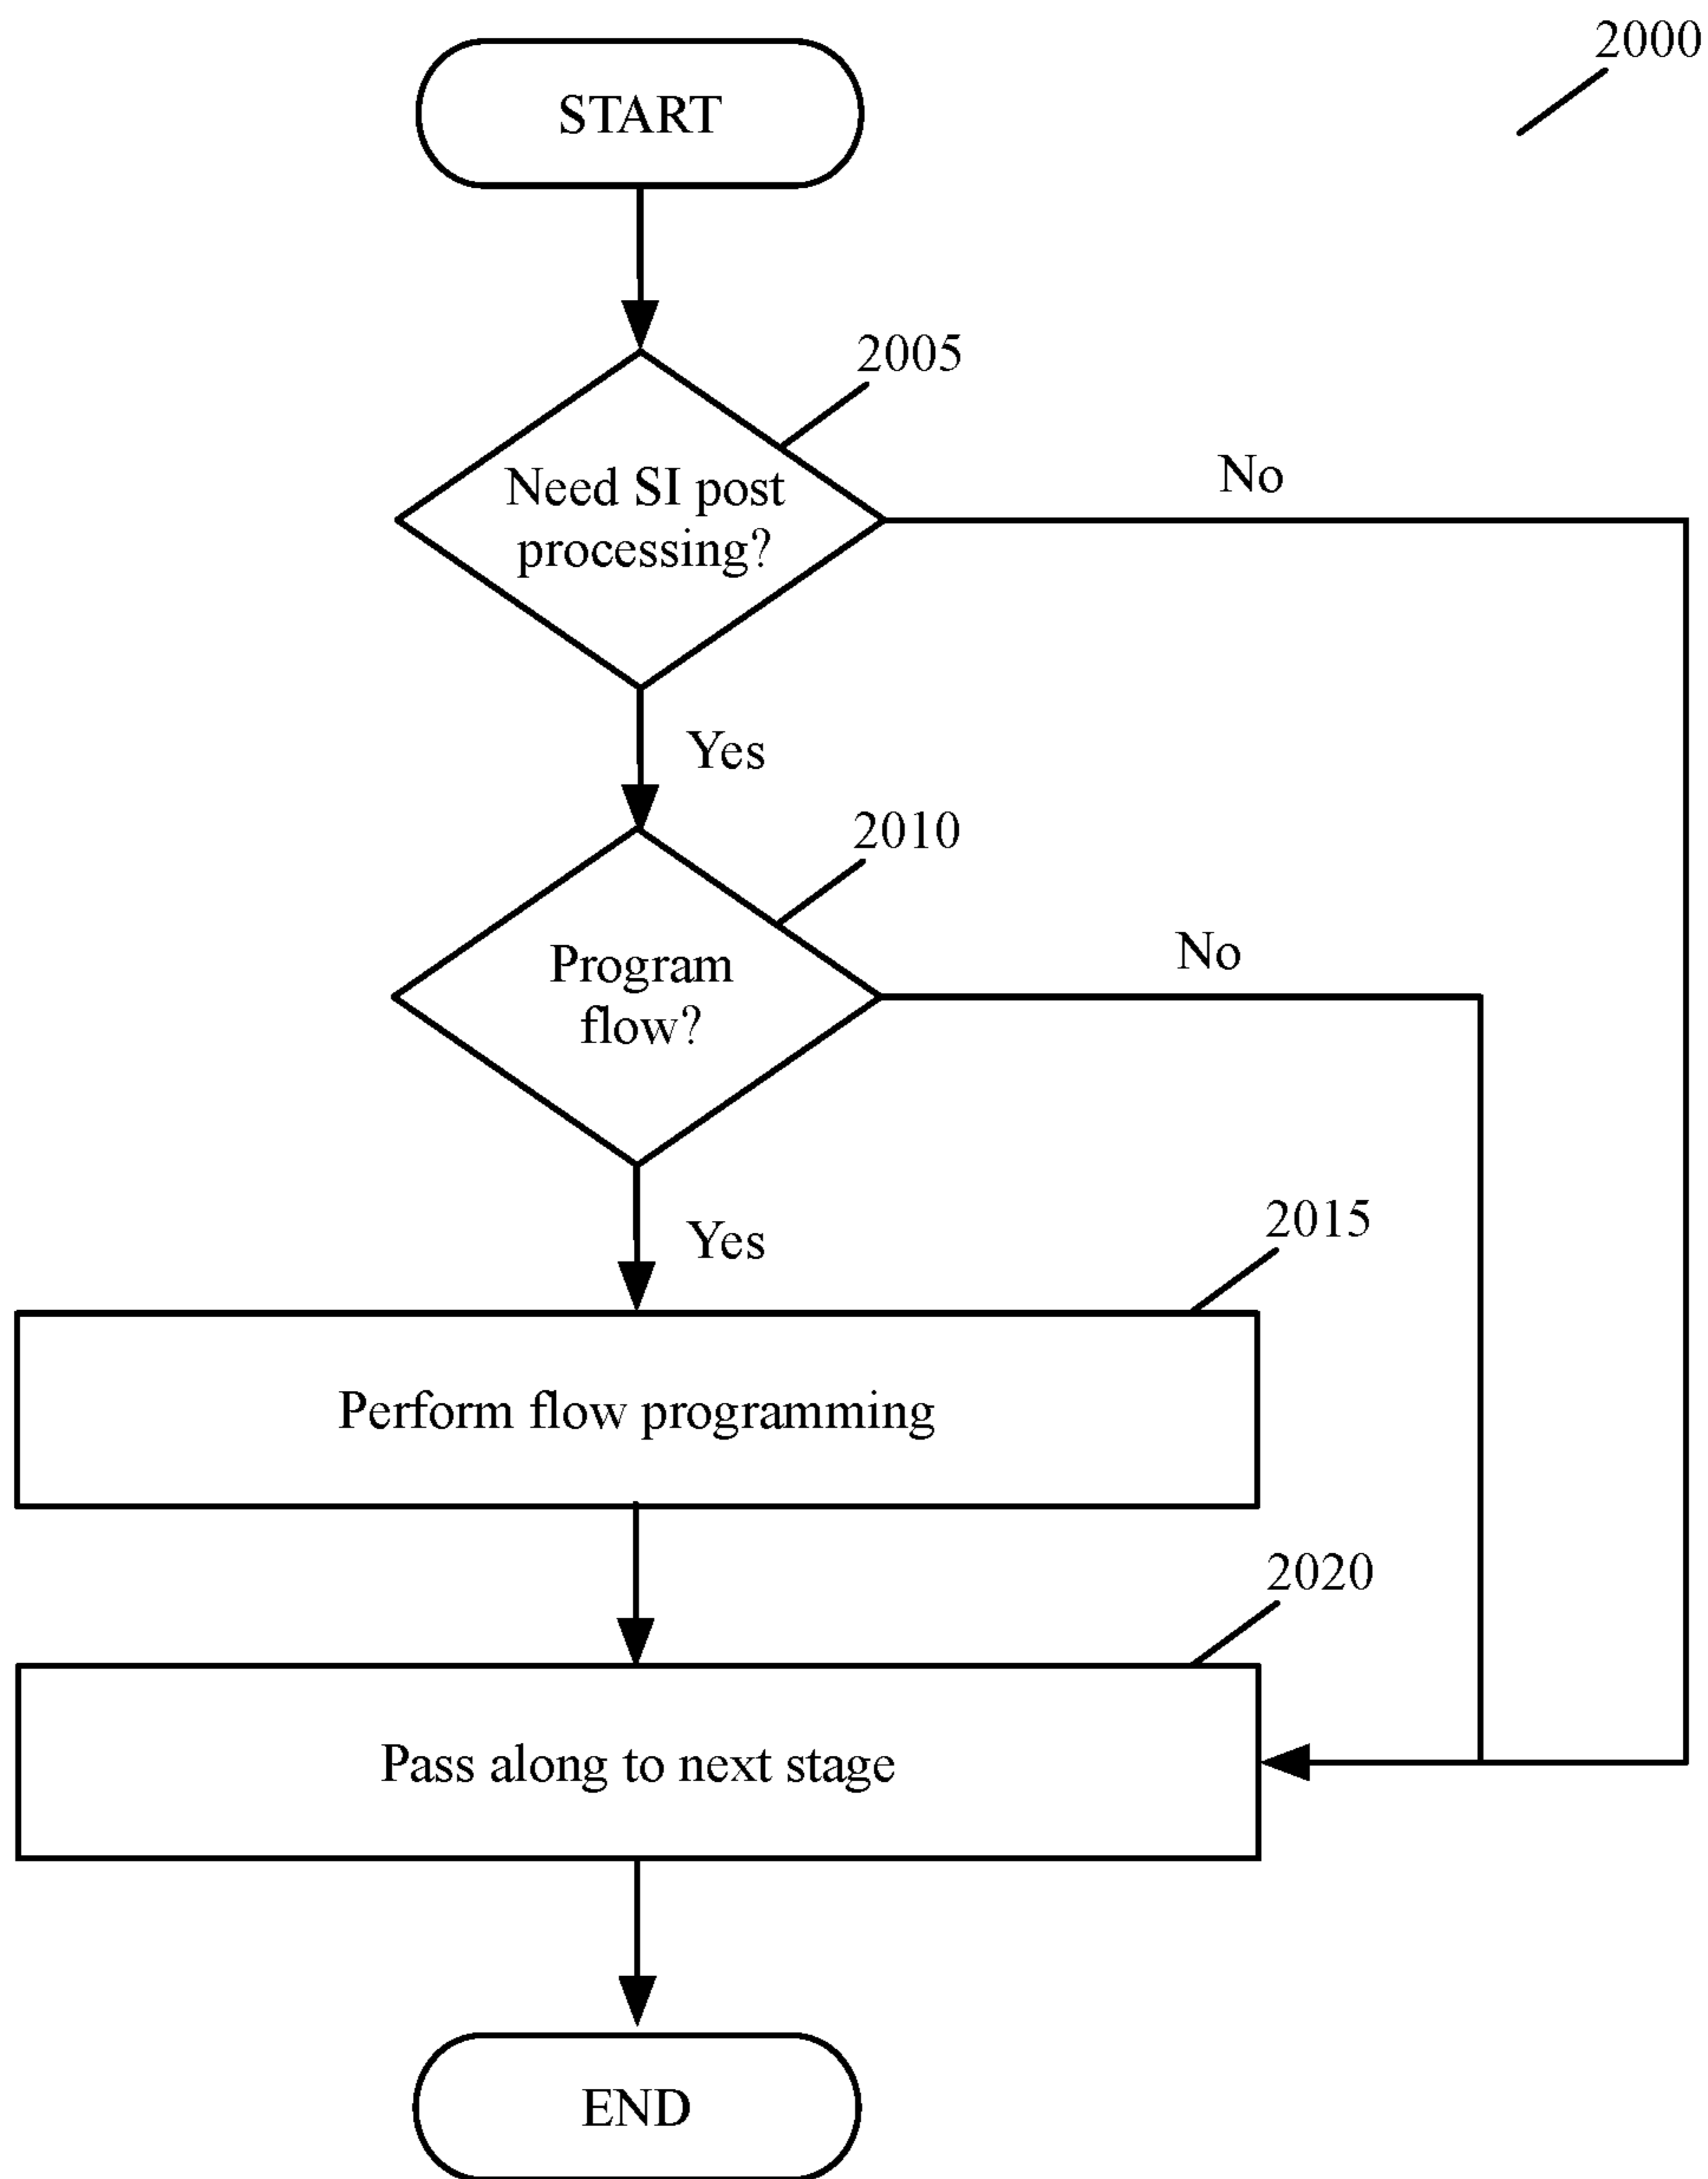 2000
START
2005
Need SI post
processing?
No
Yes
2010
Program
flow?
No
Yes
2015
Perform flow programming
2020
Pass along to next stage
END